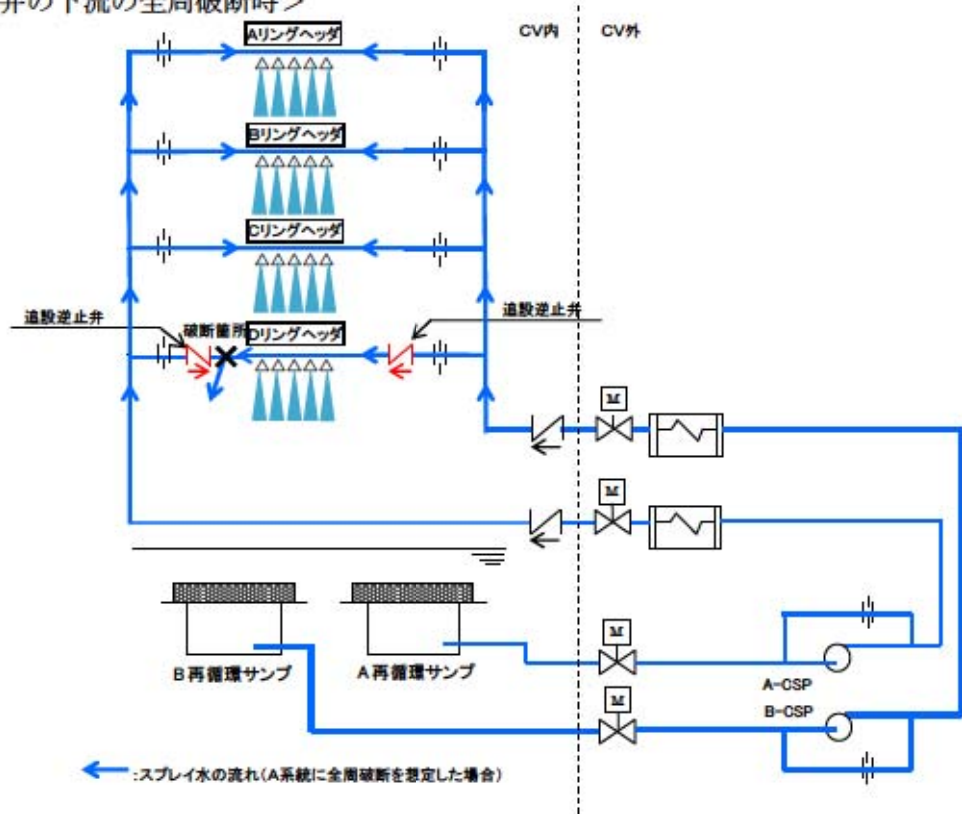 井の下流の全周破断時＞
CV内 CV外
Aリングヘッダ
Bリングヘッダ
Cリングヘッダ
追設逆止弁
破断箇所
Dリングヘッダ
追設逆止弁
M
M
M
M
B再循環サンプ
A再循環サンプ
A-CSP
B-CSP
:スプレイ水の流れ(A系統に全周破断を想定した場合)